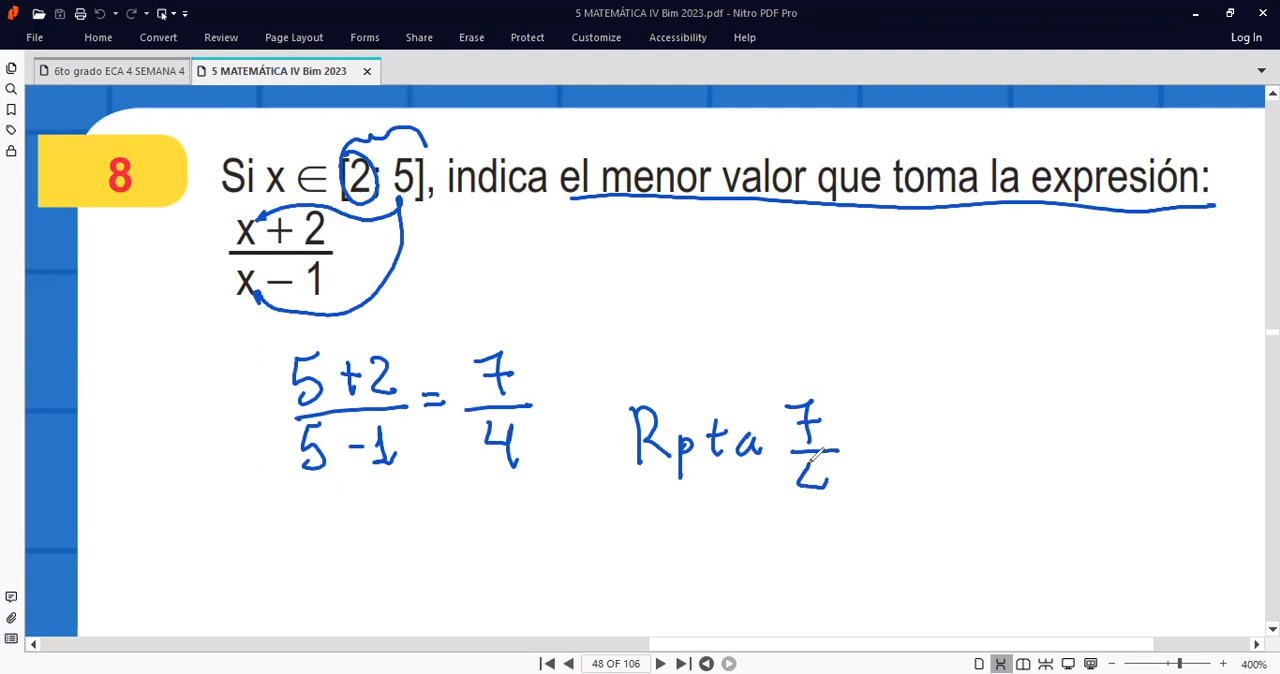 5 MATEMÁTICA IV Bim 2023.pdf - Nitro PDF Pro
File Home Convert Review Page Layout Forms Share Erase Protect Customize Accessibility Help Log In
6to grado ECA 4 SEMANA 4 5 MATEMÁTICA IV Bim 2023
8 Si x ∈ [2; 5], indica el menor valor que toma la expresión:
x + 2
x − 1
5 + 2 = 7
5 - 1 4
Rpta 7
48 OF 106 400%